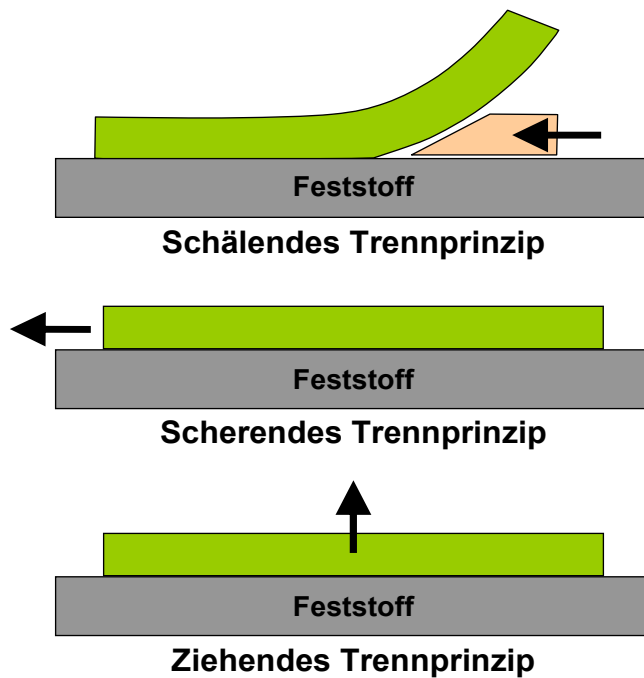 Feststoff
Schälendes Trennprinzip
Feststoff
Scherendes Trennprinzip
Feststoff
Ziehendes Trennprinzip